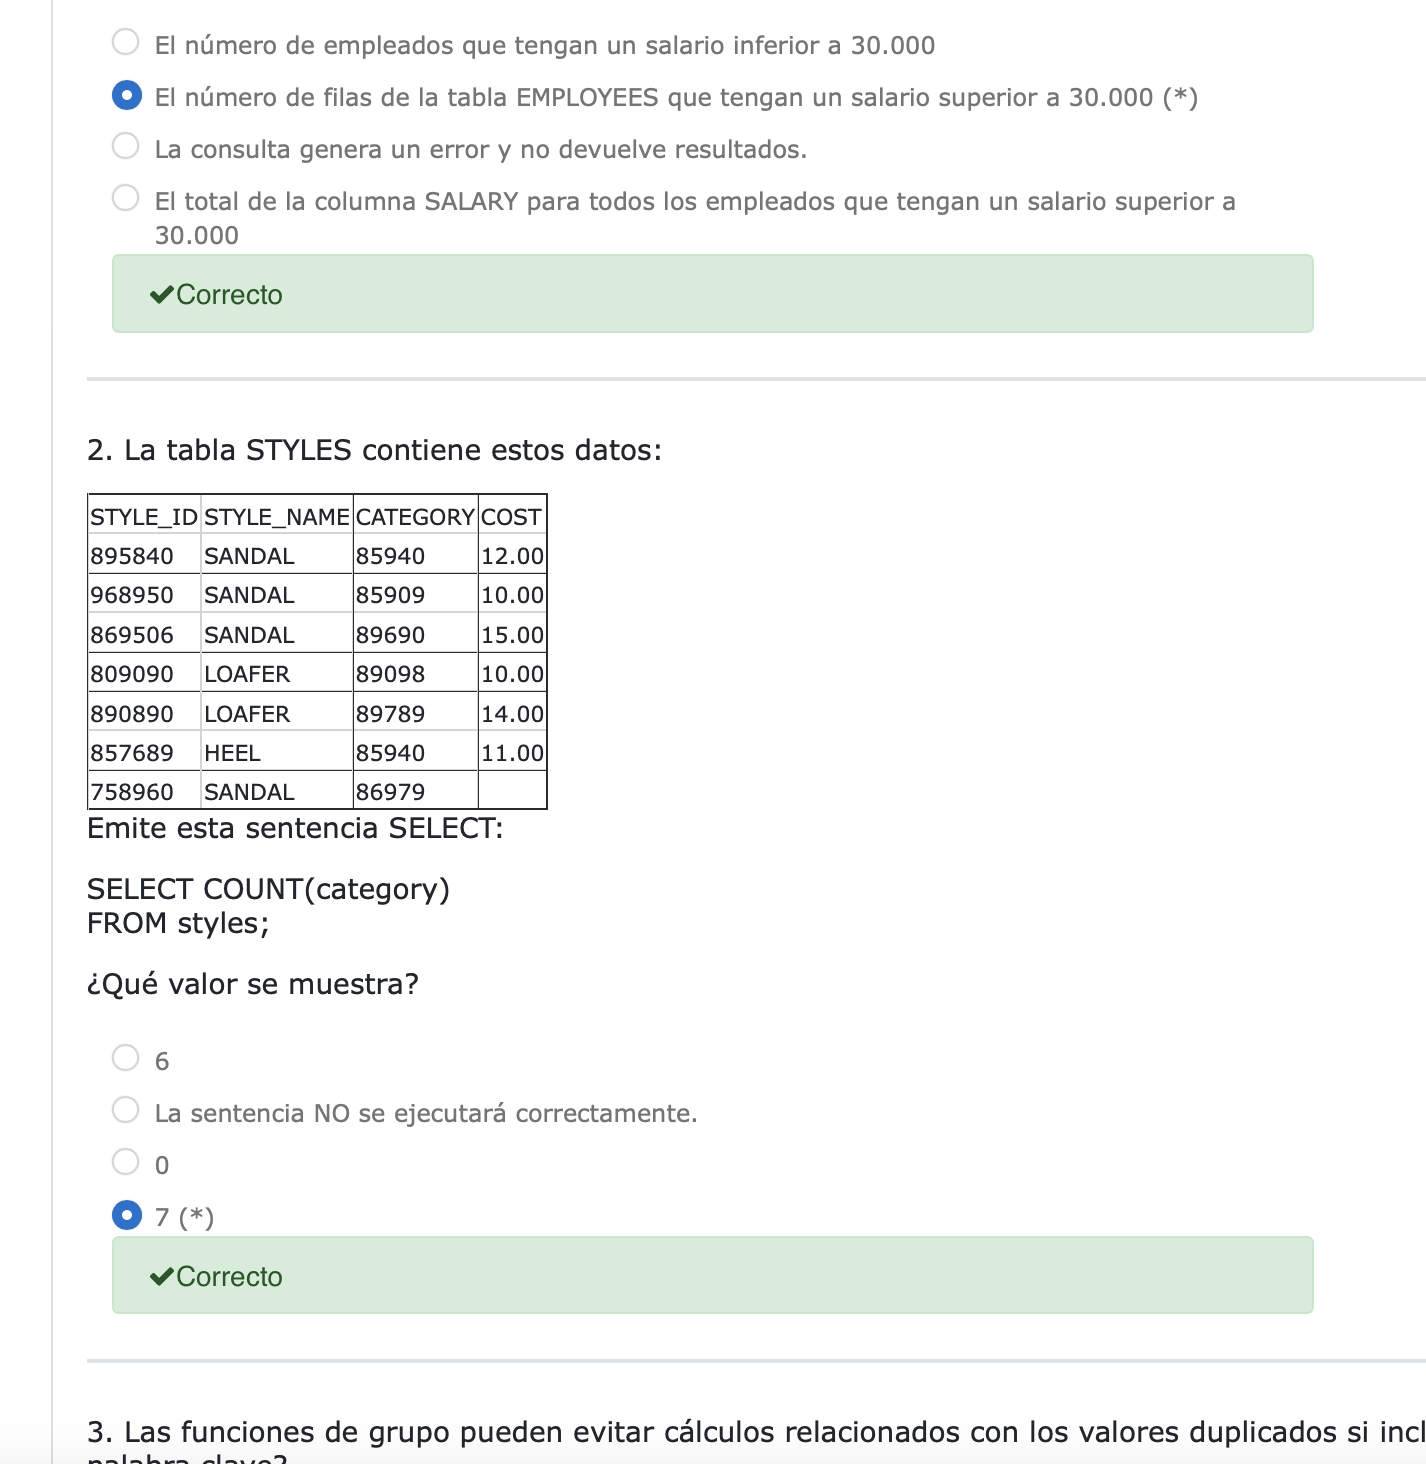 El número de empleados que tengan un salario inferior a 30.000
El número de filas de la tabla EMPLOYEES que tengan un salario superior a 30.000 (*)
La consulta genera un error y no devuelve resultados.
El total de la columna SALARY para todos los empleados que tengan un salario superior a
30.000
Correcto
2. La tabla STYLES contiene estos datos:
STYLE_ID STYLE_NAME CATEGORY COST
895840 SANDAL 85940 12.00
968950 SANDAL 85909 10.00
869506 SANDAL 89690 15.00
809090 LOAFER 89098 10.00
890890 LOAFER 89789 14.00
857689 HEEL 85940 11.00
758960 SANDAL 86979
Emite esta sentencia SELECT:
SELECT COUNT(category)
FROM styles;
¿Qué valor se muestra?
6
La sentencia NO se ejecutará correctamente.
0
7 (*)
Correcto
3. Las funciones de grupo pueden evitar cálculos relacionados con los valores duplicados si incl
palabra clave?